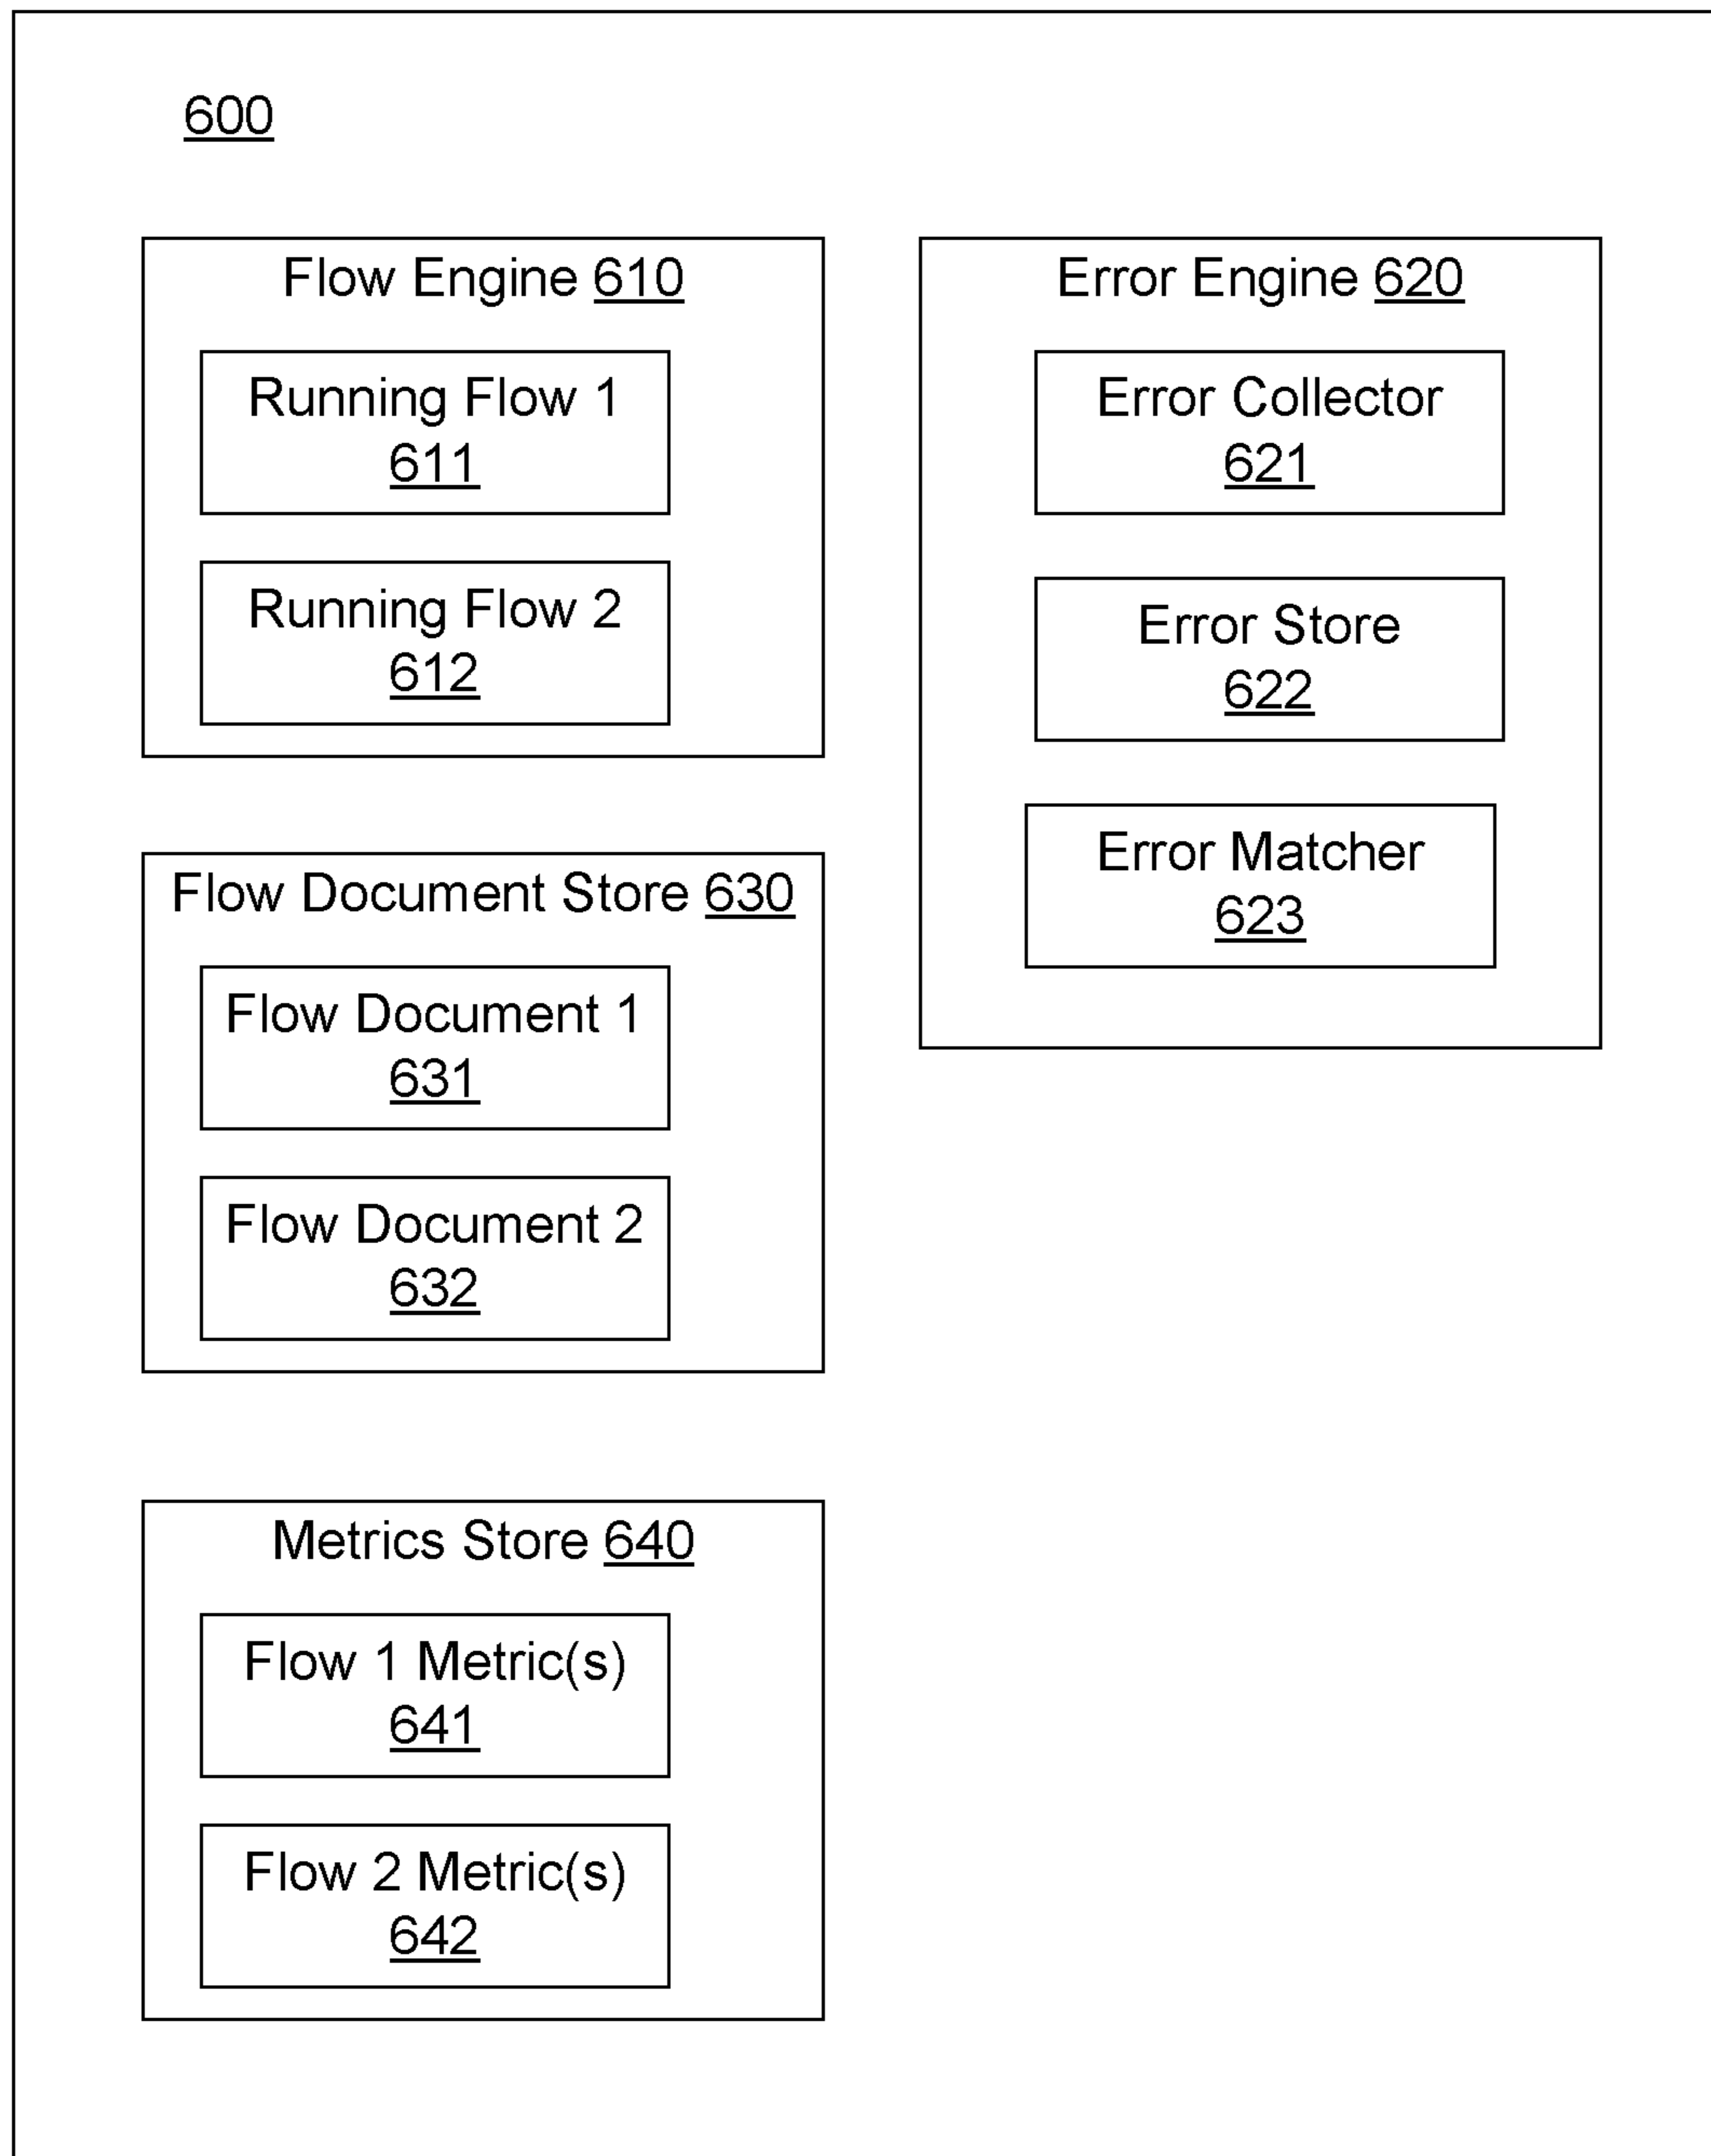 600
Flow Engine 610
Running Flow 1
611
Running Flow 2
612
Error Engine 620
Error Collector
621
Error Store
622
Error Matcher
623
Flow Document Store 630
Flow Document 1
631
Flow Document 2
632
Metrics Store 640
Flow 1 Metric(s)
641
Flow 2 Metric(s)
642